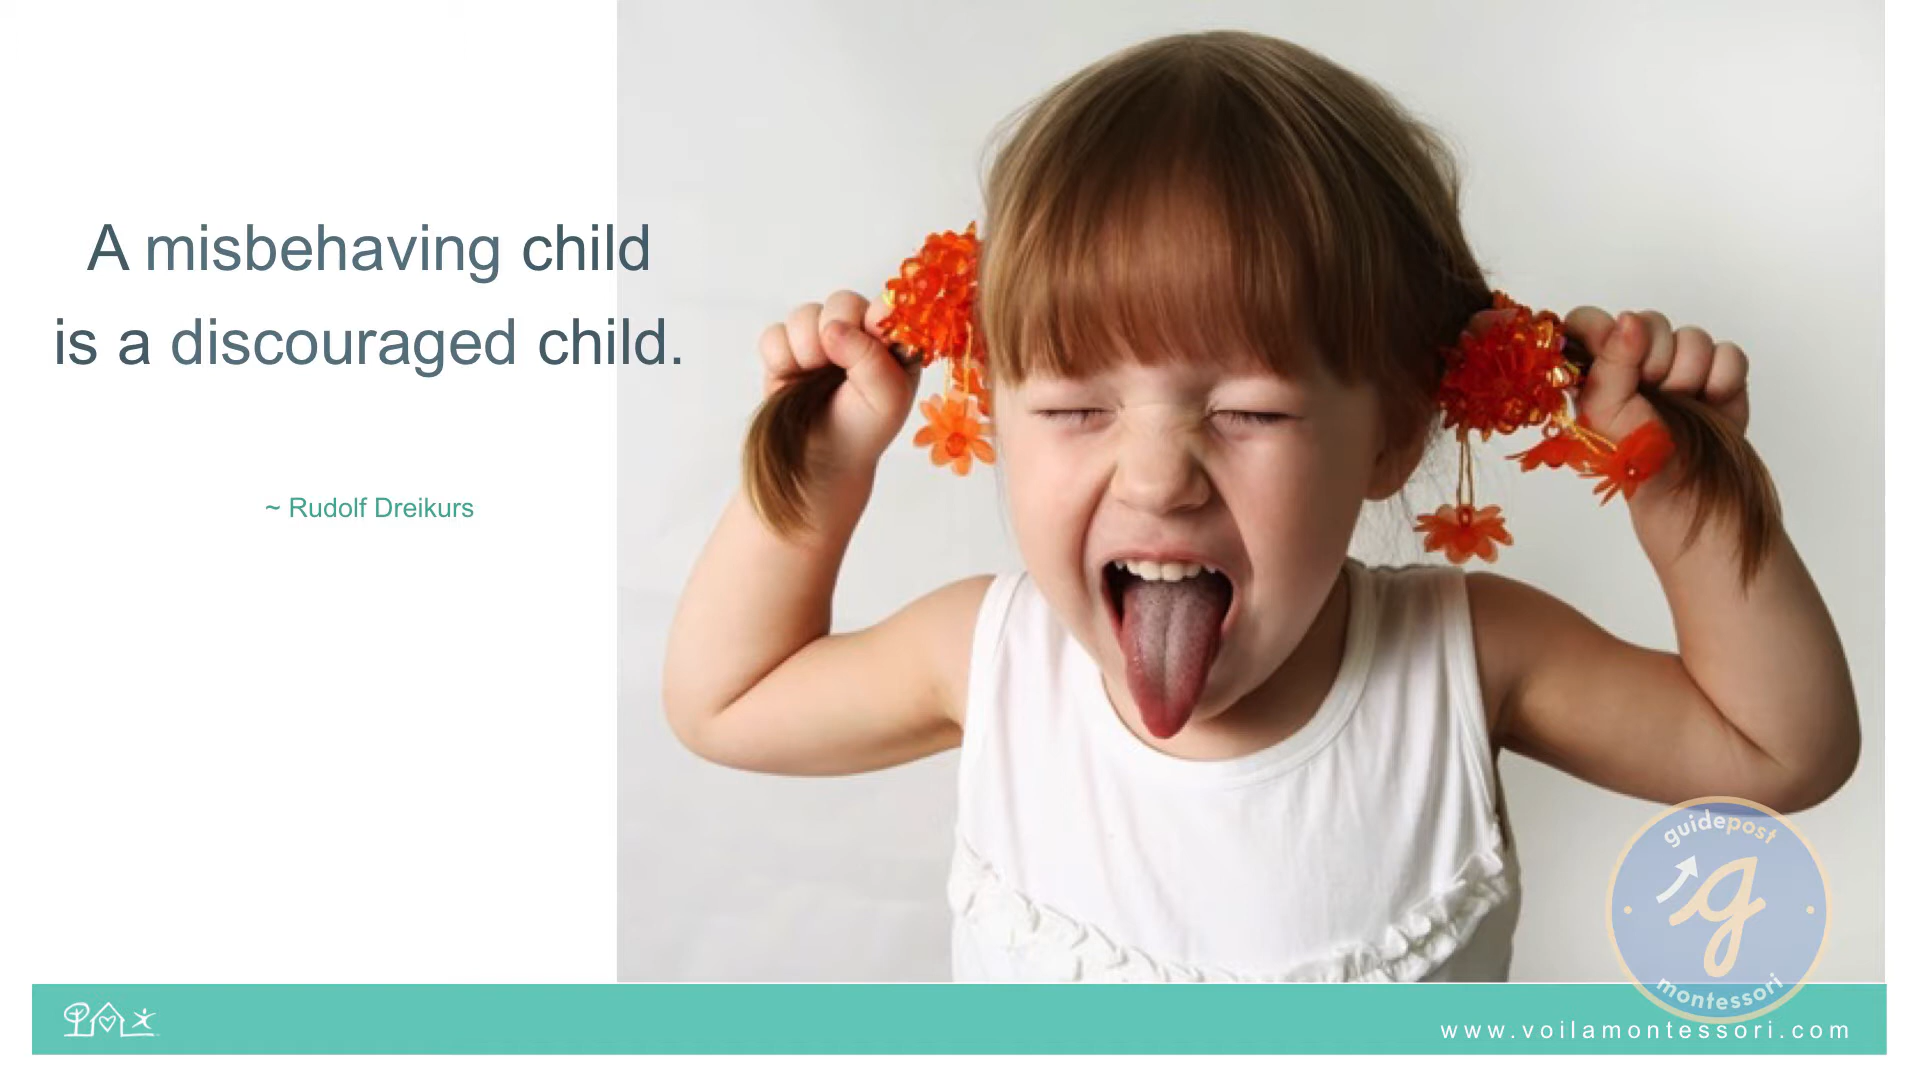 A misbehaving child
is a discouraged child.
~ Rudolf Dreikurs
guidepost
g
montessori
www.voilamontessori.com